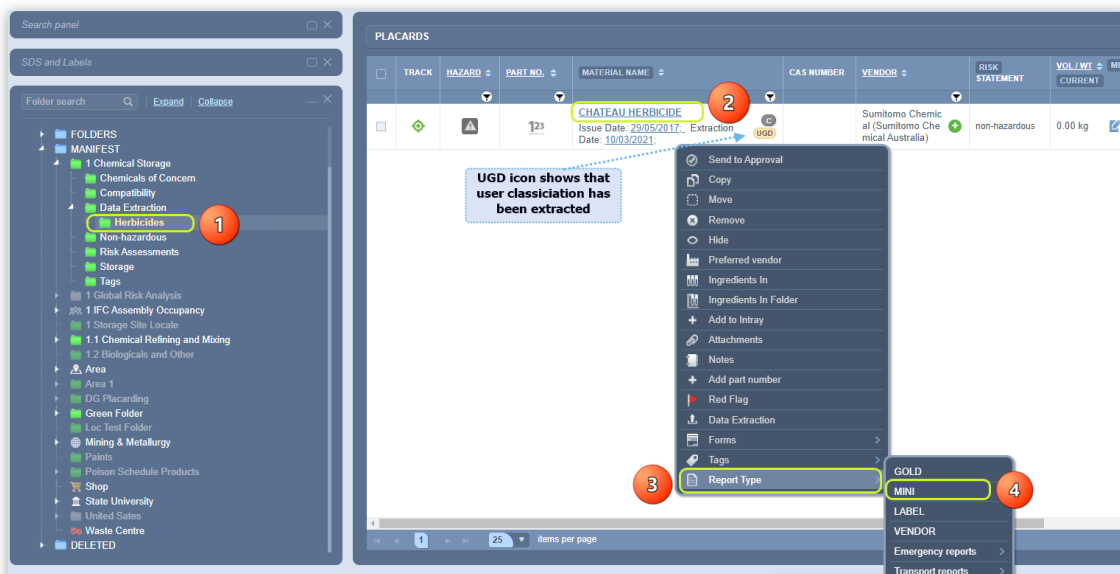 Search panel
SDS and Labels
Folder search
Expand
Collapse
FOLDERS
MANIFEST
1 Chemical Storage
Chemicals of Concern
Compatibility
Data Extraction
Herbicides
1
Non-hazardous
Risk Assessments
Storage
Tags
1 Global Risk Analysis
1 IFC Assembly Occupancy
1 Storage Site Locale
1.1 Chemical Refining and Mixing
1.2 Biologicals and Other
Area
Area 1
DG Placarding
Green Folder
Loc Test Folder
Mining & Metallurgy
Paints
Poison Schedule Products
Shop
State University
United Sates
Waste Centre
DELETED
PLACARDS
TRACK
HAZARD
PART NO.
MATERIAL NAME
CAS NUMBER
VENDOR
RISK
STATEMENT
VOL / WT
CURRENT
CHATEAU HERBICIDE
Issue Date: 29/05/2017; Extraction
Date: 10/03/2021;
2
C
UGD
123
Sumitomo Chemic
al (Sumitomo Che
mical Australia)
non-hazardous
0.00 kg
UGD icon shows that
user classiciation has
been extracted
Send to Approval
Copy
Move
Remove
Hide
Preferred vendor
Ingredients In
Ingredients In Folder
Add to Intray
Attachments
Notes
Add part number
Red Flag
Data Extraction
Forms
Tags
3
Report Type
GOLD
MINI
4
LABEL
VENDOR
Emergency reports
Transport reports
1
25
items per page